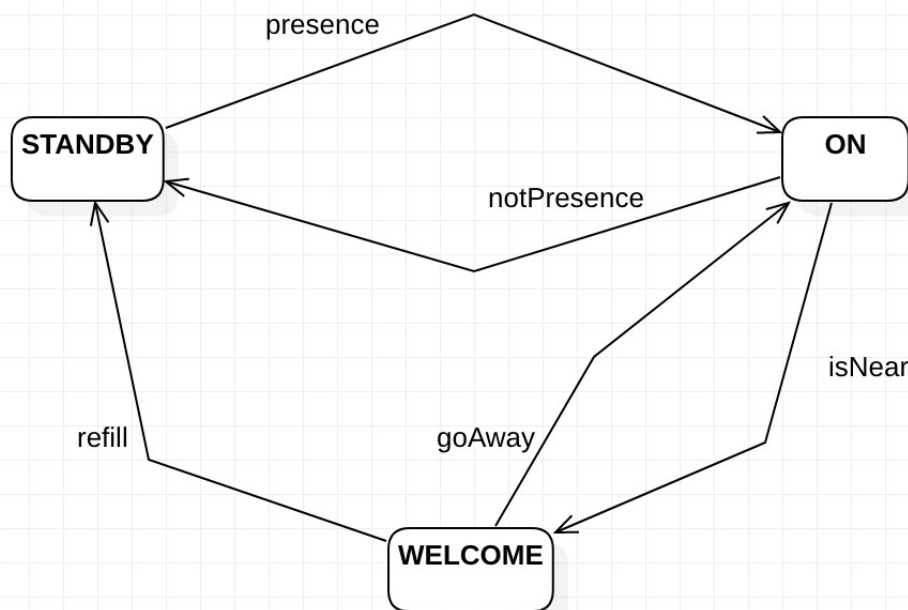 presence
STANDBY
ON
notPresence
isNear
refill
goAway
WELCOME